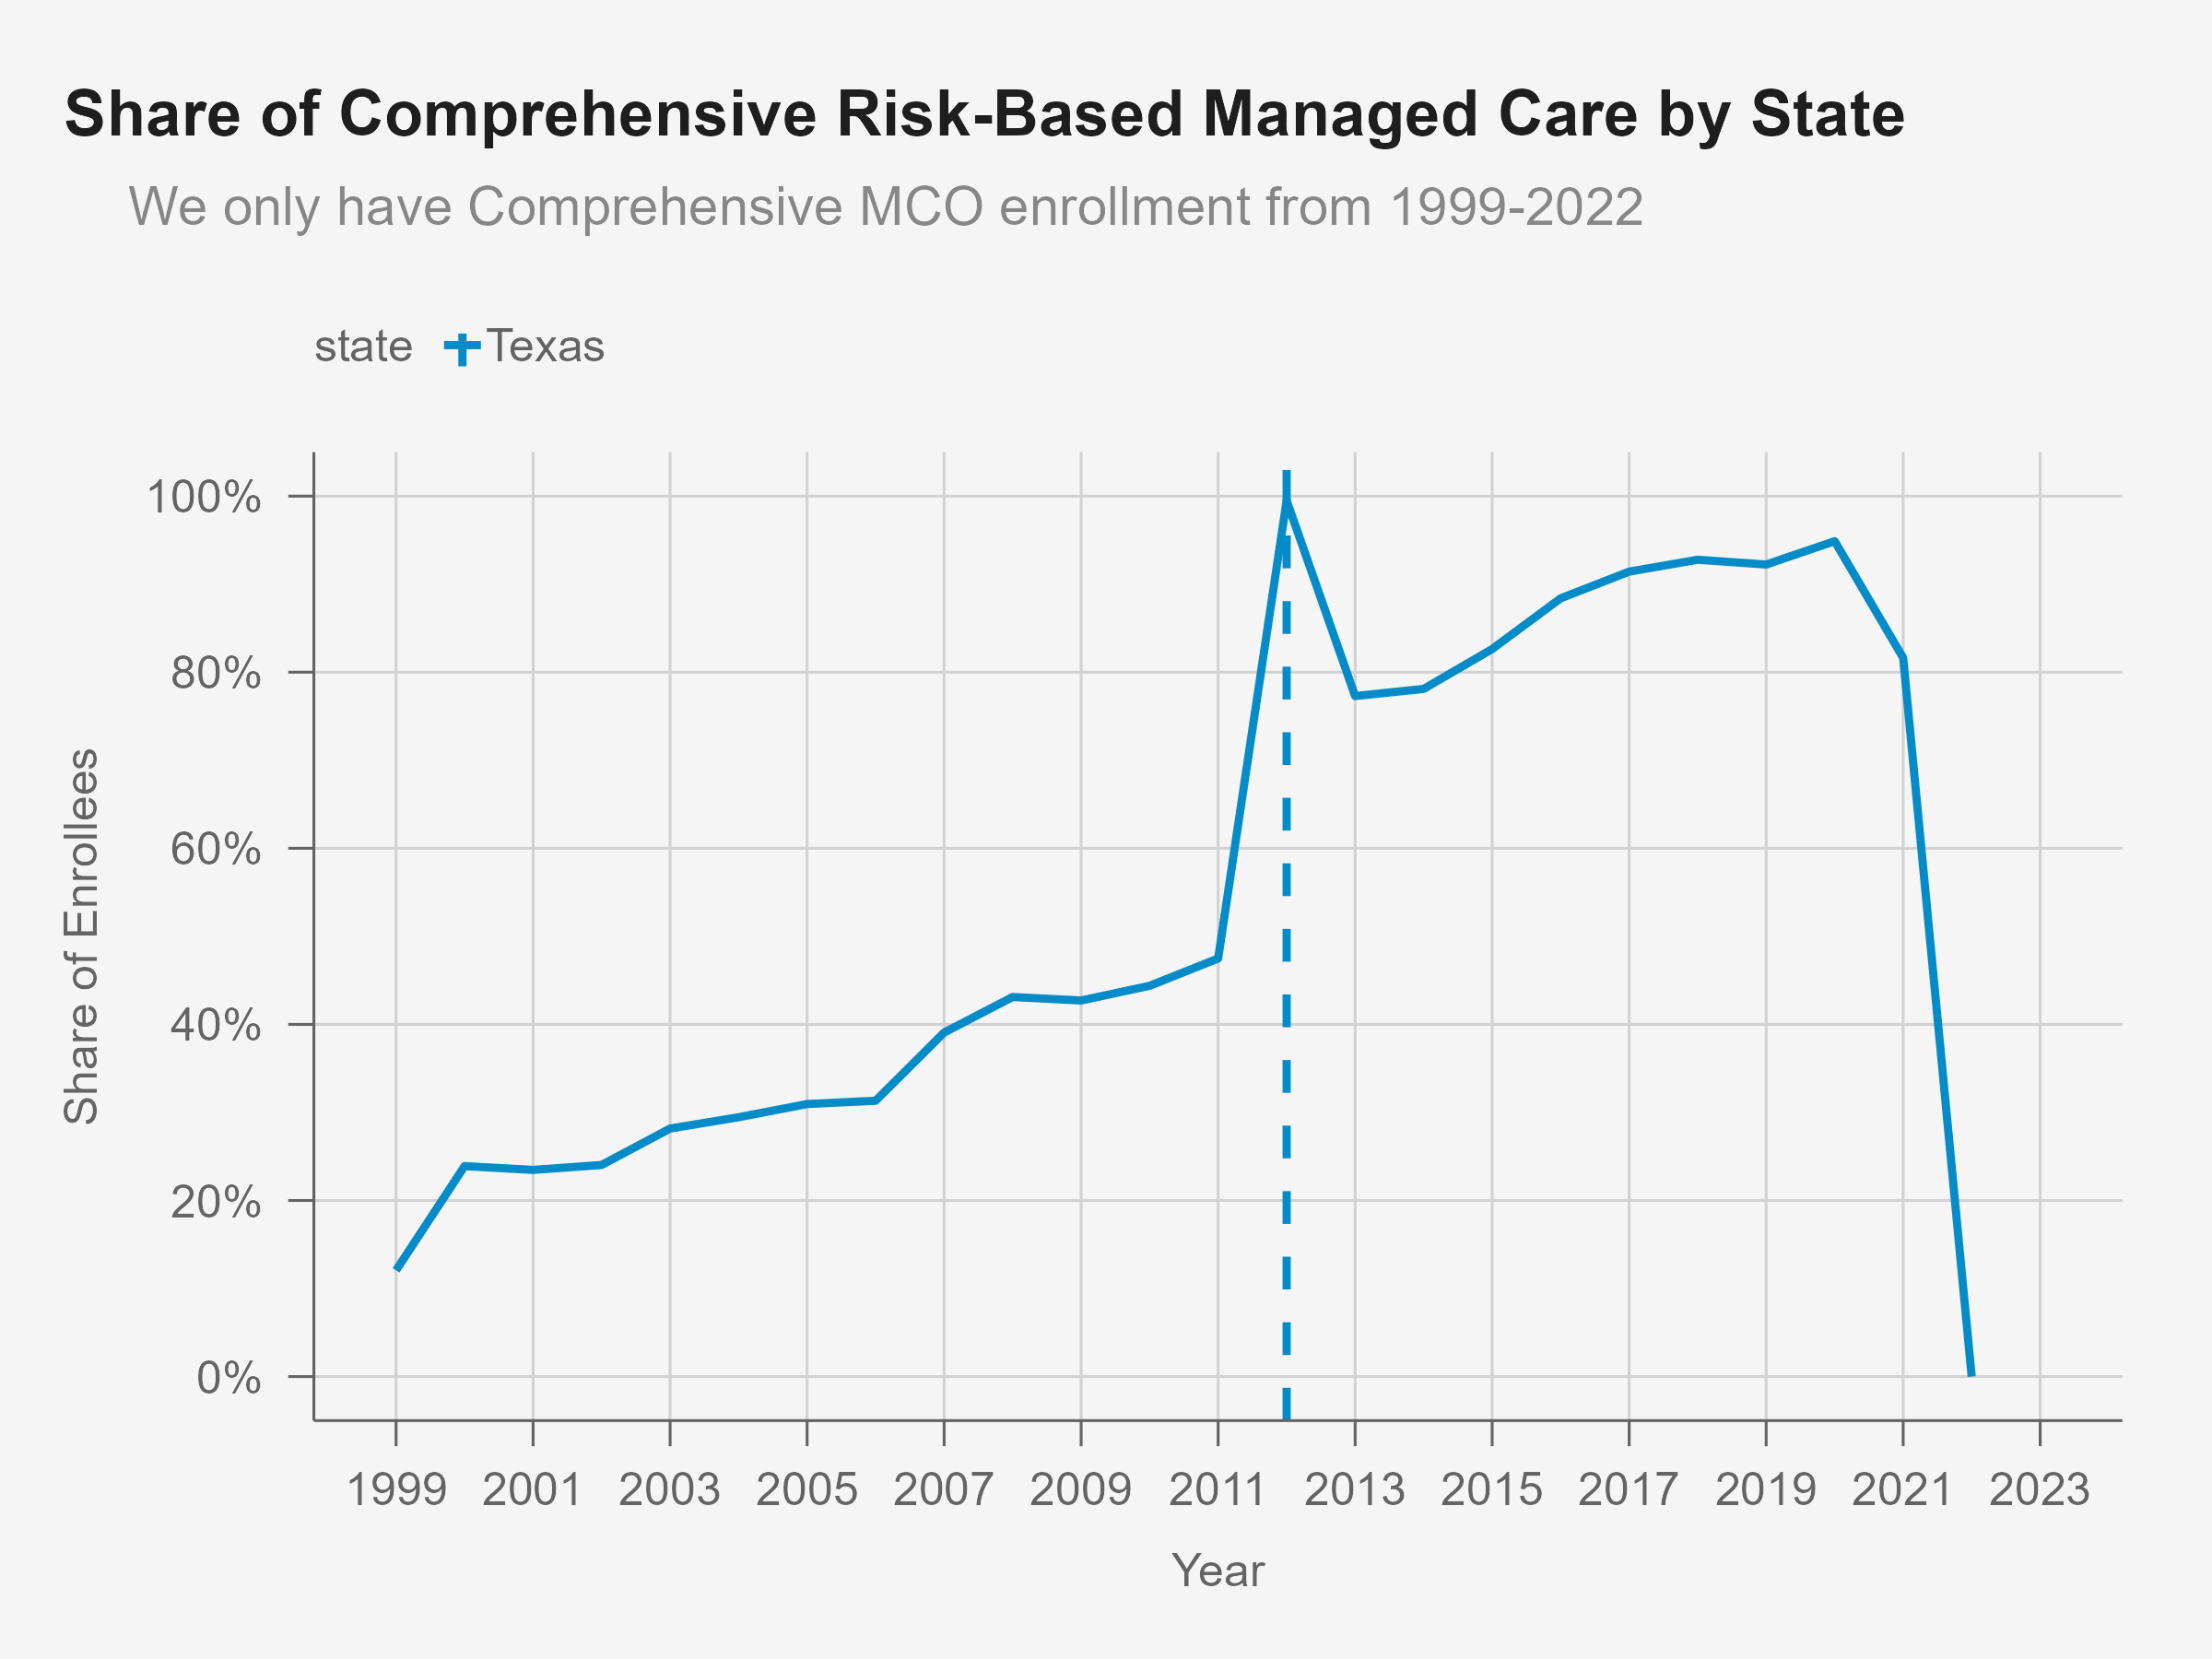 Share of Comprehensive Risk-Based Managed Care by State
We only have Comprehensive MCO enrollment from 1999-2022
state Texas
100%
80%
60%
40%
20%
0%
Share of Enrollees
1999 2001 2003 2005 2007 2009 2011 2013 2015 2017 2019 2021 2023
Year